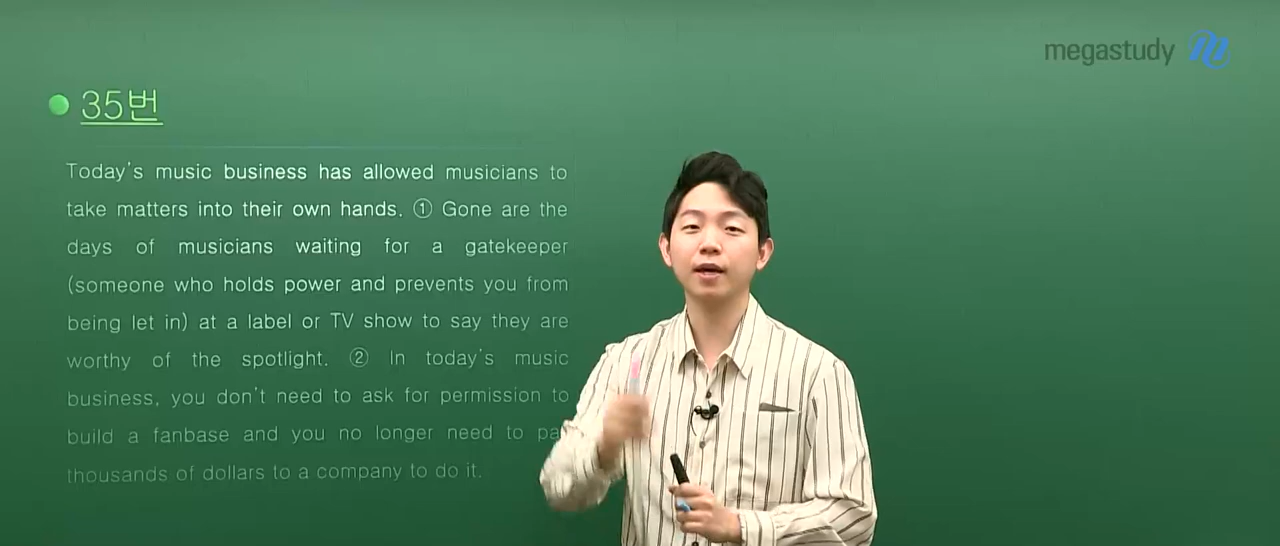 megastudy
35번
Today's music business has allowed musicians to
take matters into their own hands. ① Gone are the
days of musicians waiting for a gatekeeper
(someone who holds power and prevents you from
being let in) at a label or TV show to say they are
worthy of the spotlight. ② In today's music
business, you don't need to ask for permission to
build a fanbase and you no longer need to
thousands of dollars to a company to do it.